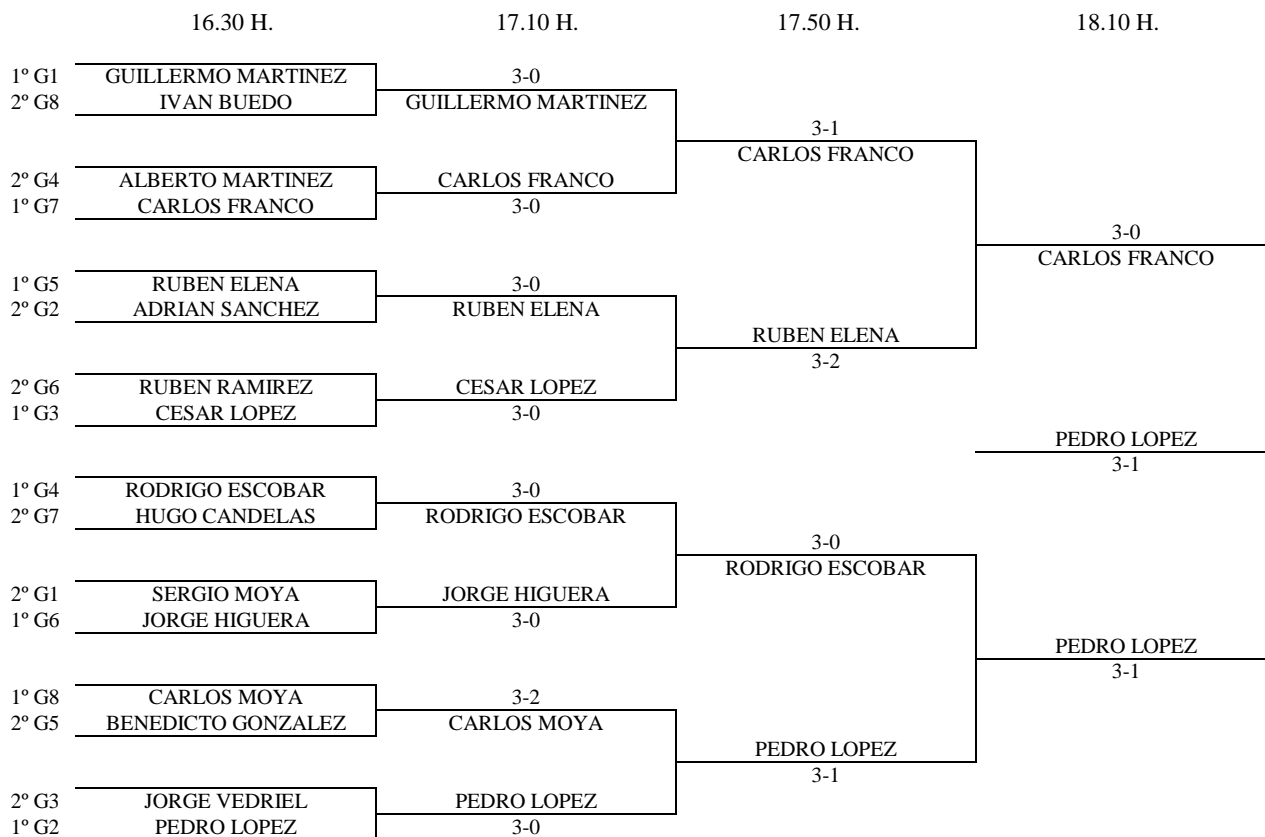 16.30 H. 17.10 H. 17.50 H. 18.10 H.
1º G1 GUILLERMO MARTINEZ 3-0
2º G8 IVAN BUEDO GUILLERMO MARTINEZ
3-1
CARLOS FRANCO
2º G4 ALBERTO MARTINEZ CARLOS FRANCO
1º G7 CARLOS FRANCO 3-0
3-0
CARLOS FRANCO
1º G5 RUBEN ELENA 3-0
2º G2 ADRIAN SANCHEZ RUBEN ELENA
RUBEN ELENA
3-2
2º G6 RUBEN RAMIREZ CESAR LOPEZ
1º G3 CESAR LOPEZ 3-0
PEDRO LOPEZ
3-1
1º G4 RODRIGO ESCOBAR 3-0
2º G7 HUGO CANDELAS RODRIGO ESCOBAR
3-0
RODRIGO ESCOBAR
2º G1 SERGIO MOYA JORGE HIGUERA
1º G6 JORGE HIGUERA 3-0
PEDRO LOPEZ
3-1
1º G8 CARLOS MOYA 3-2
2º G5 BENEDICTO GONZALEZ CARLOS MOYA
PEDRO LOPEZ
3-1
2º G3 JORGE VEDRIEL PEDRO LOPEZ
1º G2 PEDRO LOPEZ 3-0